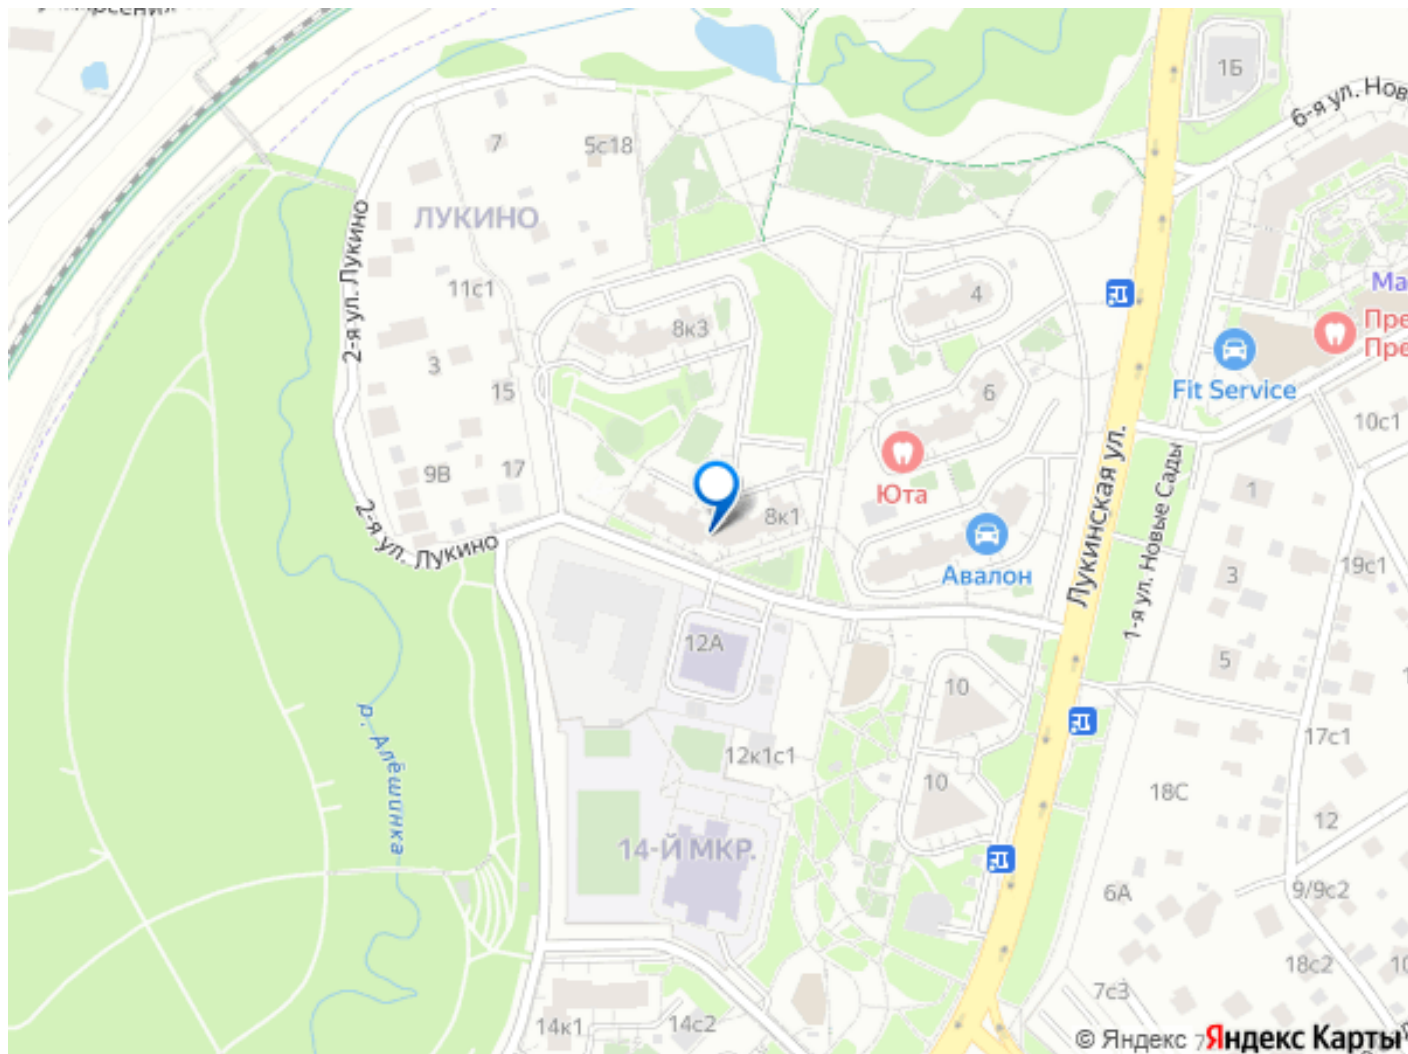 1Б
6-я ул. Нов
7
5с18
ЛУКИНО
2-я ул. Лукино
11с1
4
8к3
Ма
Пре
Пре
Fit Service
3
15
6
10с1
9В
17
Юта
1
8к1
2-я ул. Лукино
Авалон
Лукинская ул.
1-я ул. Новые Сады
19с1
3
12А
5
10
р. Алёшинка
12к1с1
17с1
10
18С
12
14-Й МКР.
6А
9/9с2
18с2
10
7с3
14к1
14с2
© Яндекс
Яндекс Карты